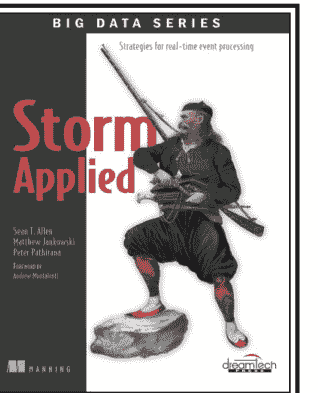 BIG DATA SERIES
Strategies for real-time event processing
Storm
Applied
Sean T. Allen
Matthew Jankowski
Peter Pathirana
FOREWORD BY
Andrew Montalenti
MANNING
dreamtech
PRESS